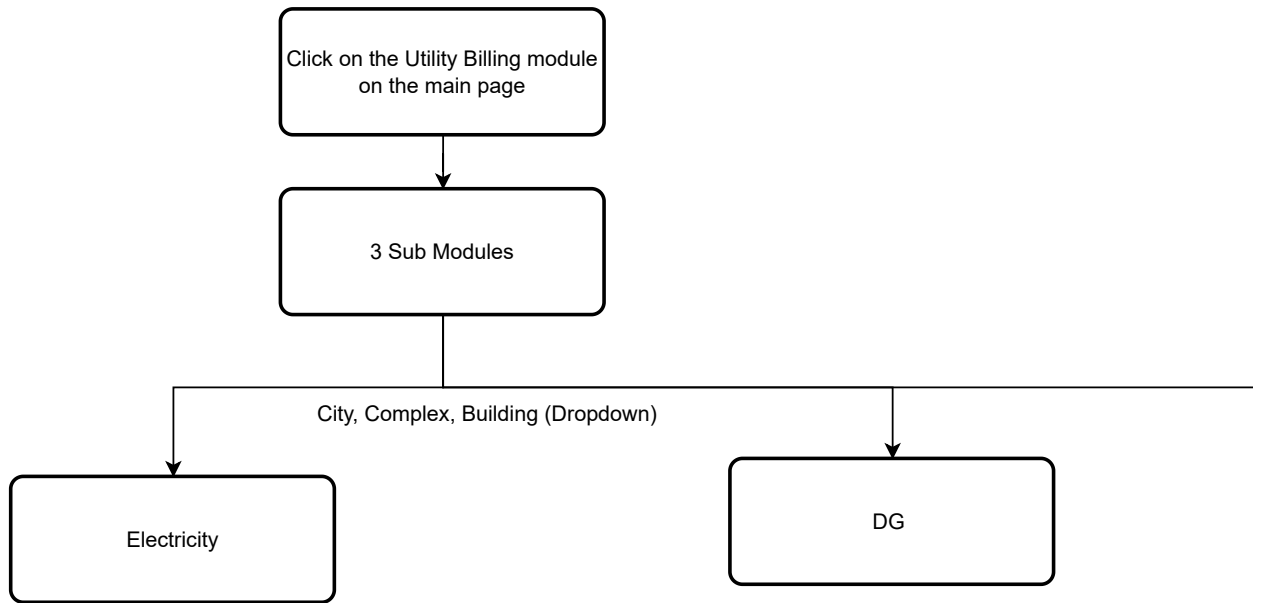 Click on the Utility Billing module
on the main page
3 Sub Modules
City, Complex, Building (Dropdown)
Electricity
DG